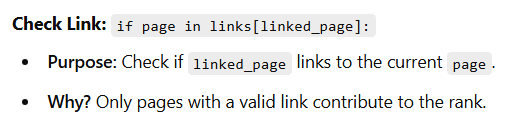 Check Link: if page in links[linked_page]:
• Purpose: Check if linked_page links to the current page.
• Why? Only pages with a valid link contribute to the rank.